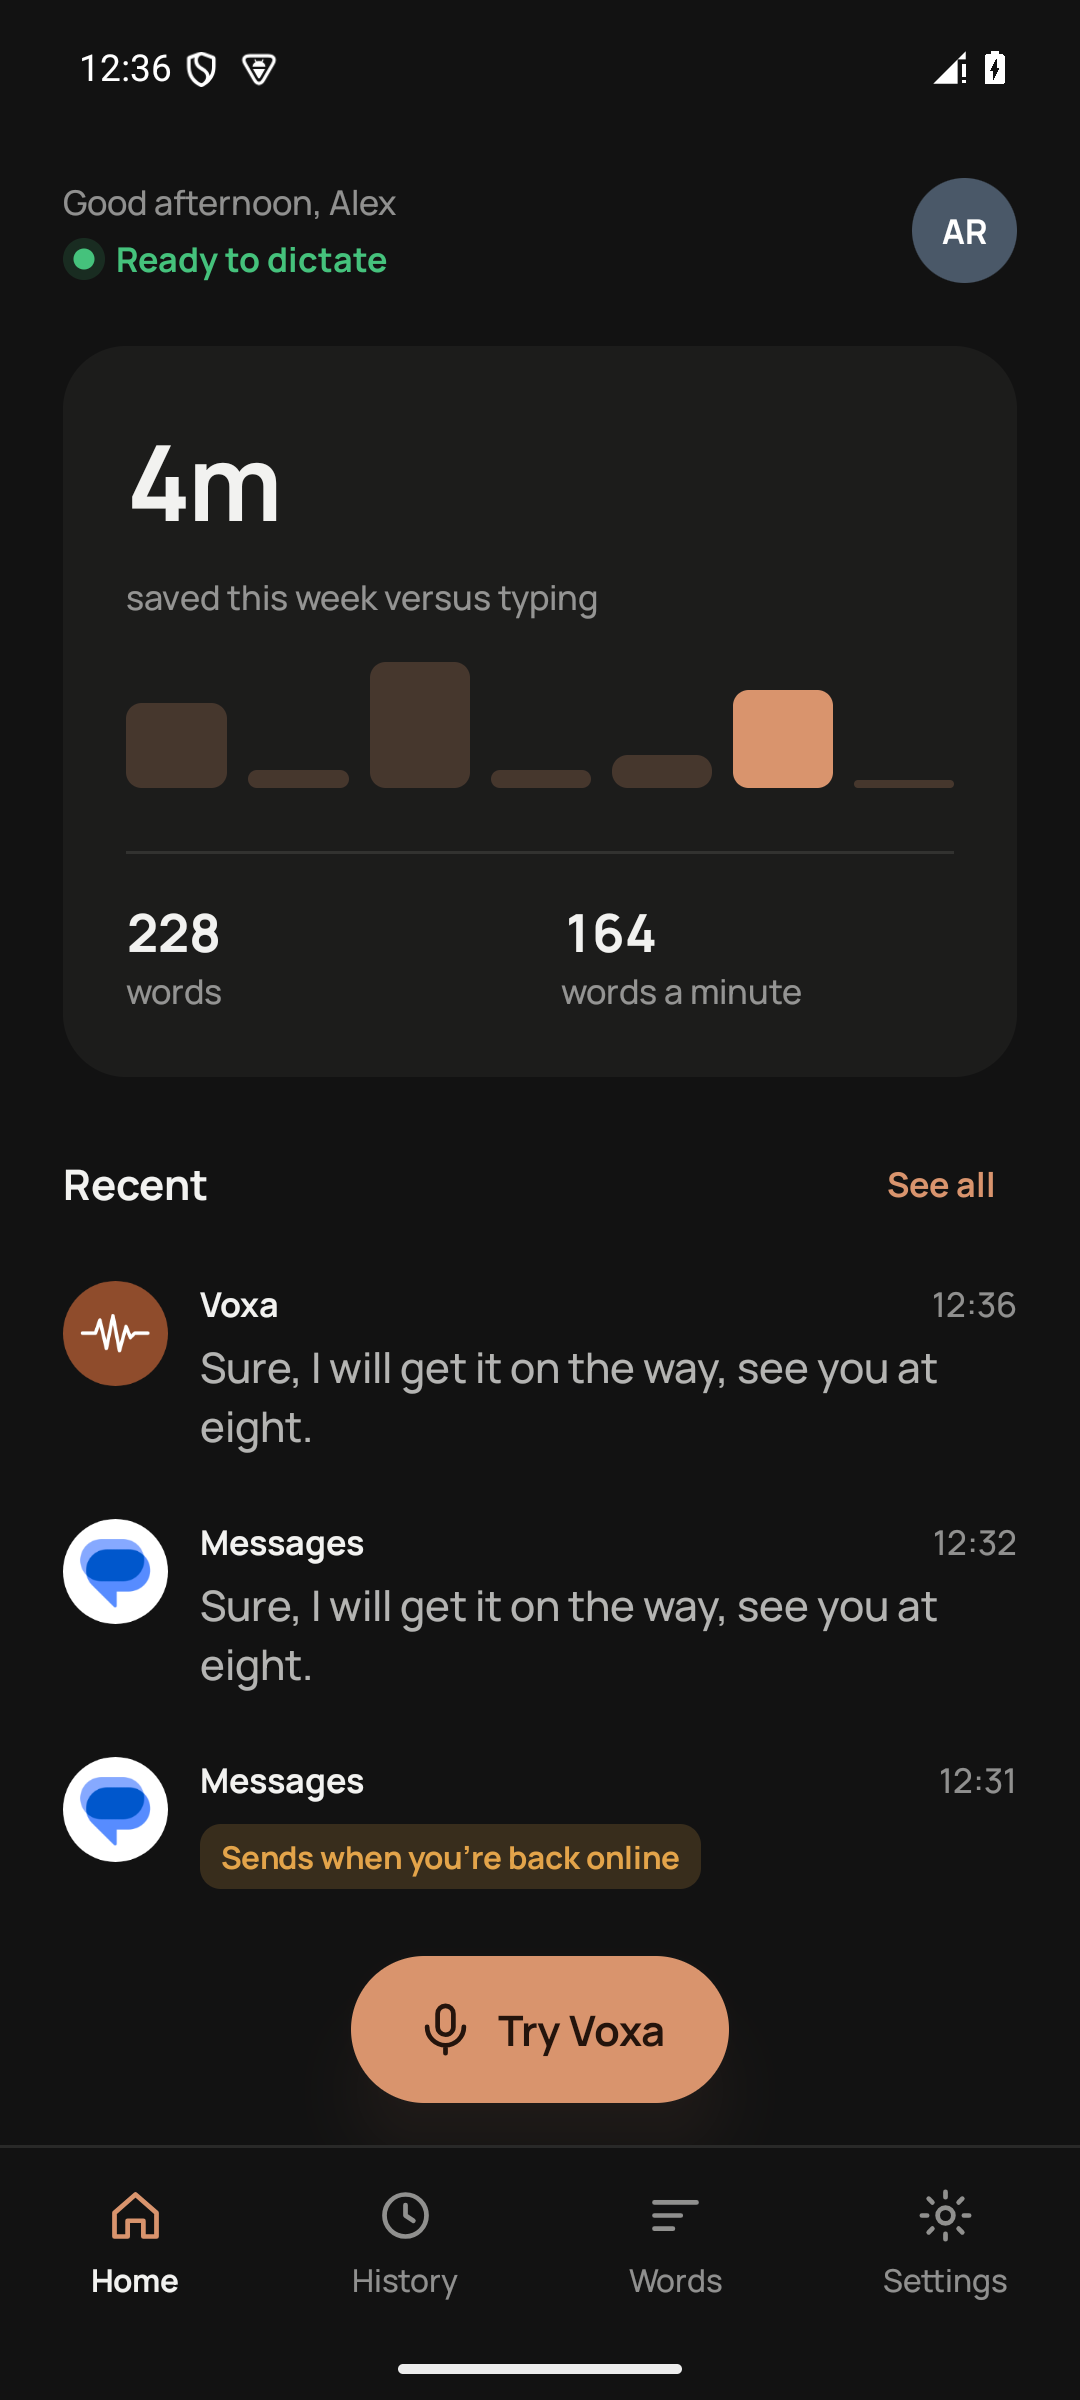 12:36
Good afternoon, Alex
AR
Ready to dictate
4m
saved this week versus typing
228
164
words
words a minute
Recent
See all
Voxa
12:36
Sure, I will get it on the way, see you at
eight.
Messages
12:32
Sure, I will get it on the way, see you at
eight.
Messages
12:31
Sends when you’re back online
Try Voxa
Home
History
Words
Settings